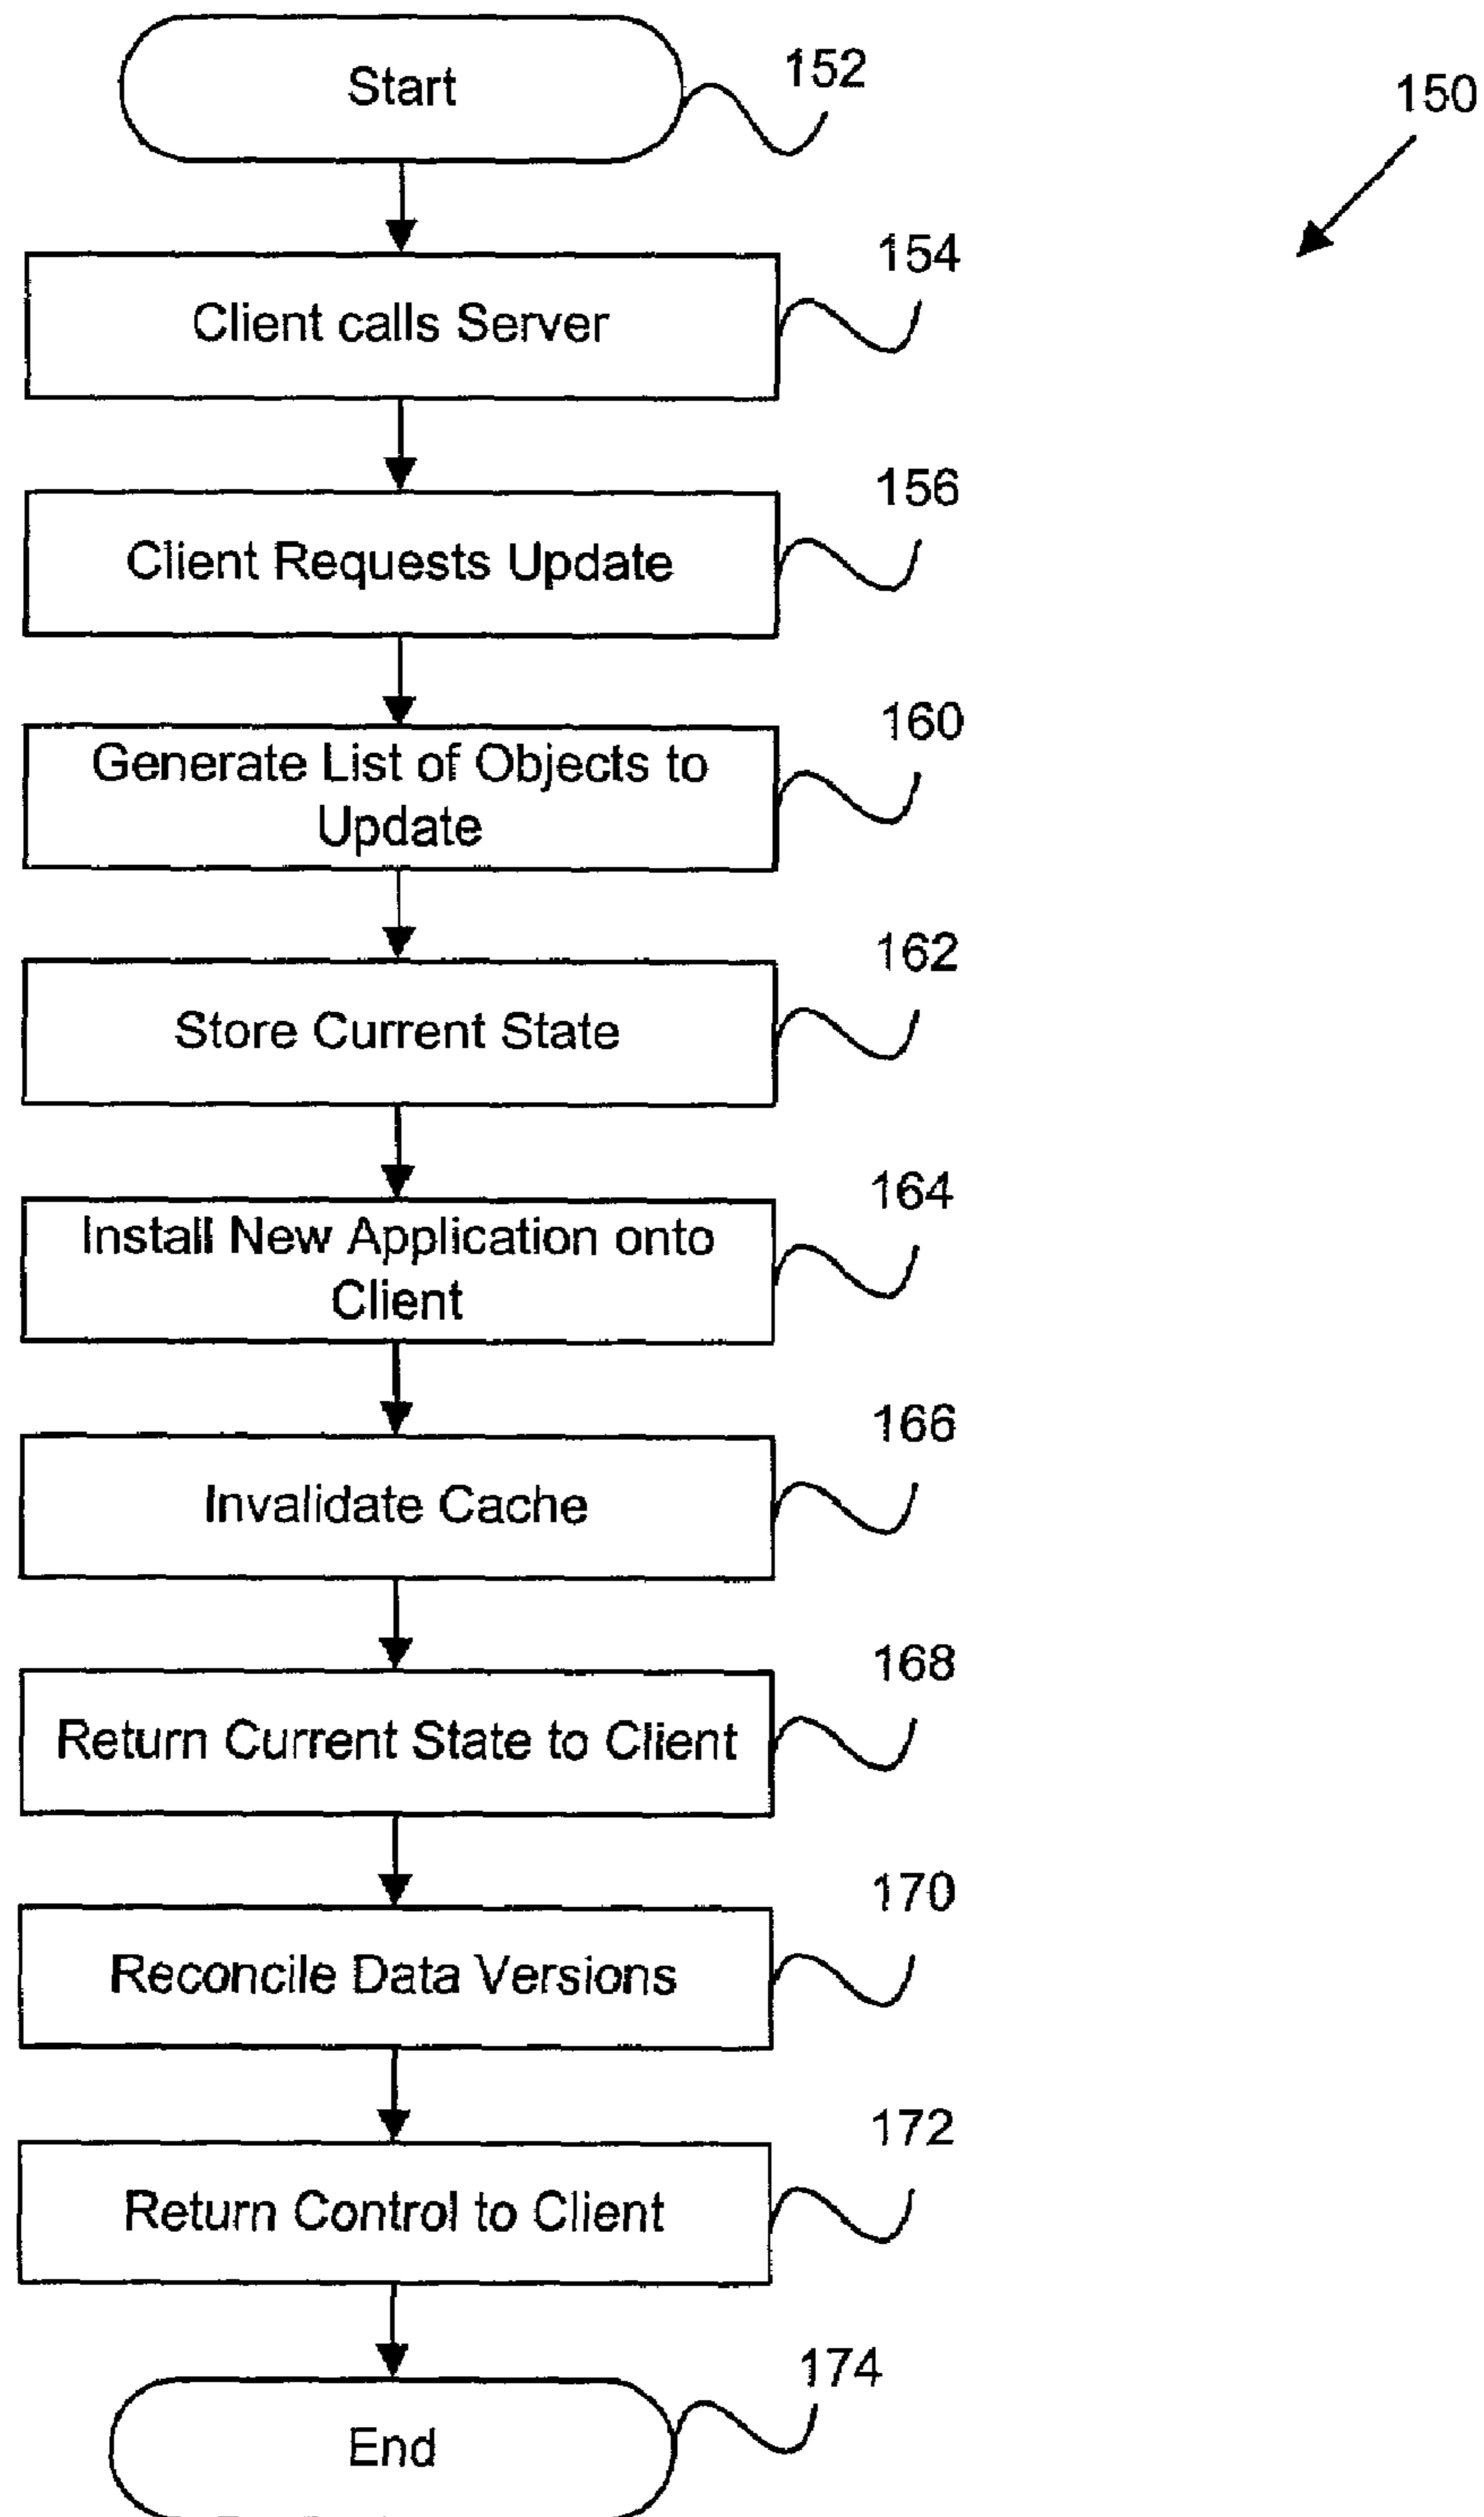 Start
152
150
Client calls Server
154
Client Requests Update
156
Generate List of Objects to
Update
160
Store Current State
162
Install New Application onto
Client
164
Invalidate Cache
166
Return Current State to Client
168
Reconcile Data Versions
170
Return Control to Client
172
End
174